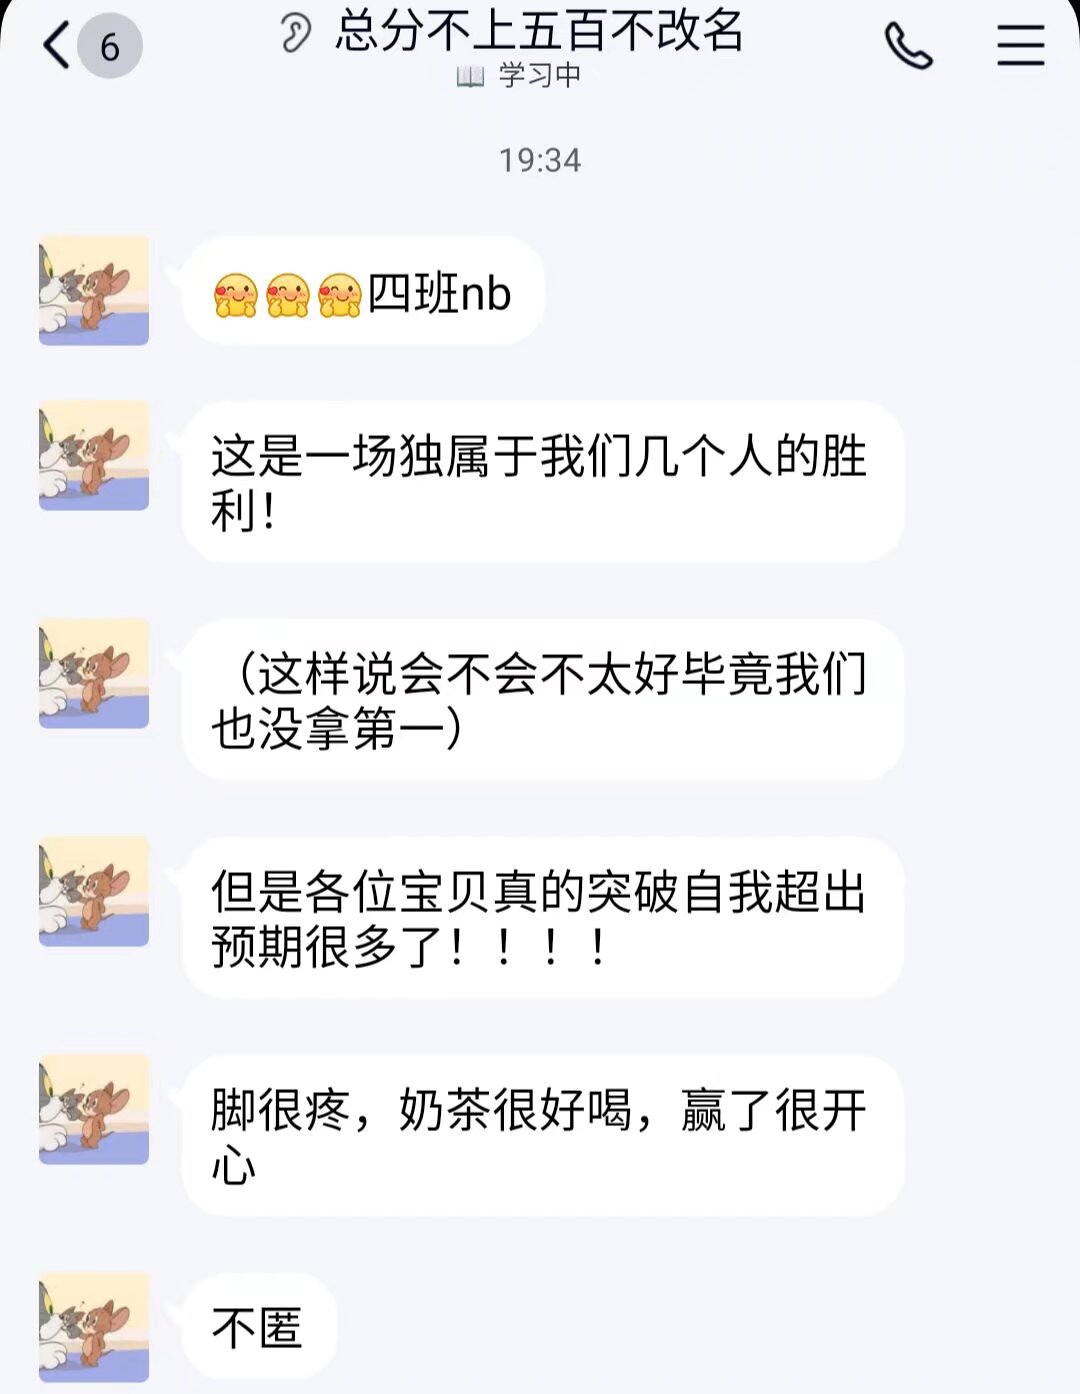 6
总分不上五百不改名
学习中
19:34
四班nb
这是一场独属于我们几个人的胜
利！
（这样说会不会不太好毕竟我们
也没拿第一）
但是各位宝贝真的突破自我超出
预期很多了！！！！
脚很疼，奶茶很好喝，赢了很开
心
不匿